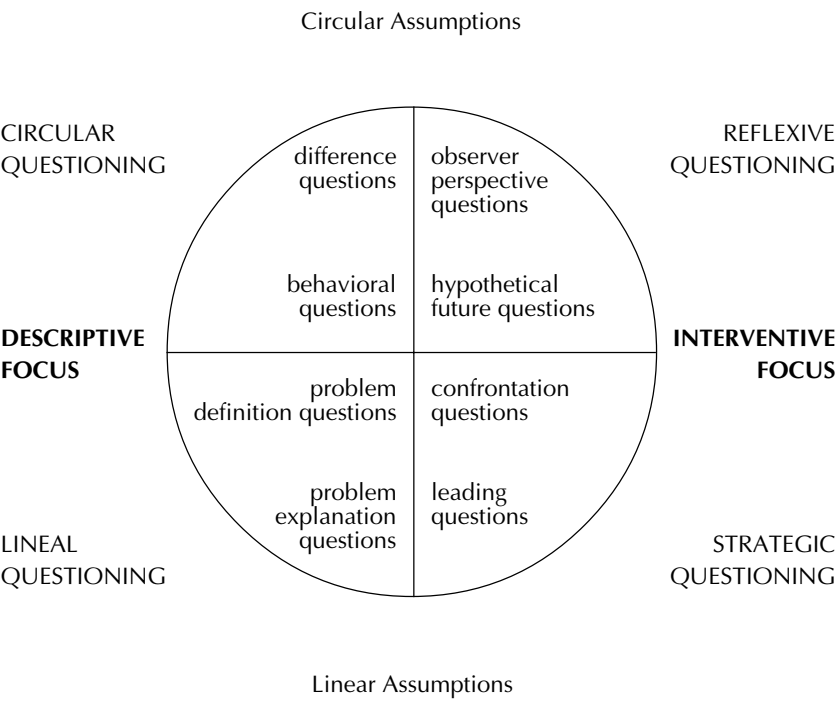 Circular Assumptions
CIRCULAR
QUESTIONING
REFLEXIVE
QUESTIONING
difference
questions
observer
perspective
questions
behavioral
questions
hypothetical
future questions
DESCRIPTIVE
FOCUS
INTERVENTIVE
FOCUS
problem
definition questions
confrontation
questions
problem
explanation
questions
leading
questions
LINEAL
QUESTIONING
STRATEGIC
QUESTIONING
Linear Assumptions